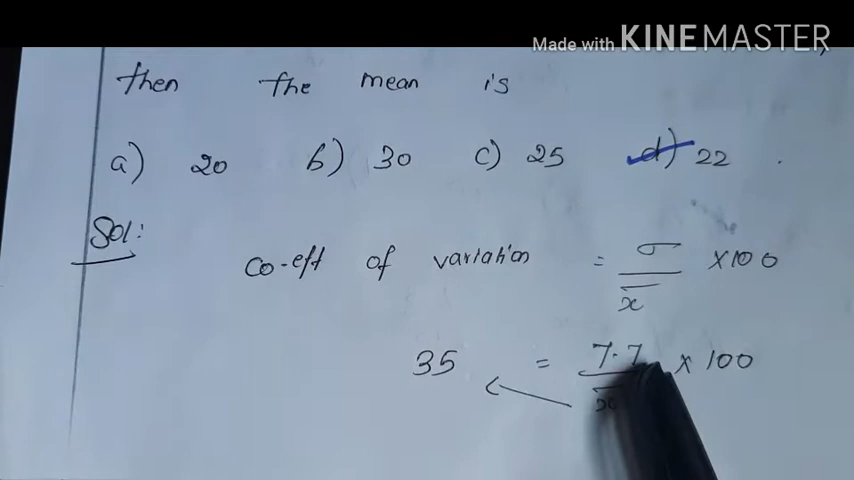 Made with KINEMASTER
then the mean is
a) 20 b) 30 c) 25 d) 22 .
Sol:
Co-efft of variation = σ / x̄ ×100
35 = 7.7 / x̄ × 100